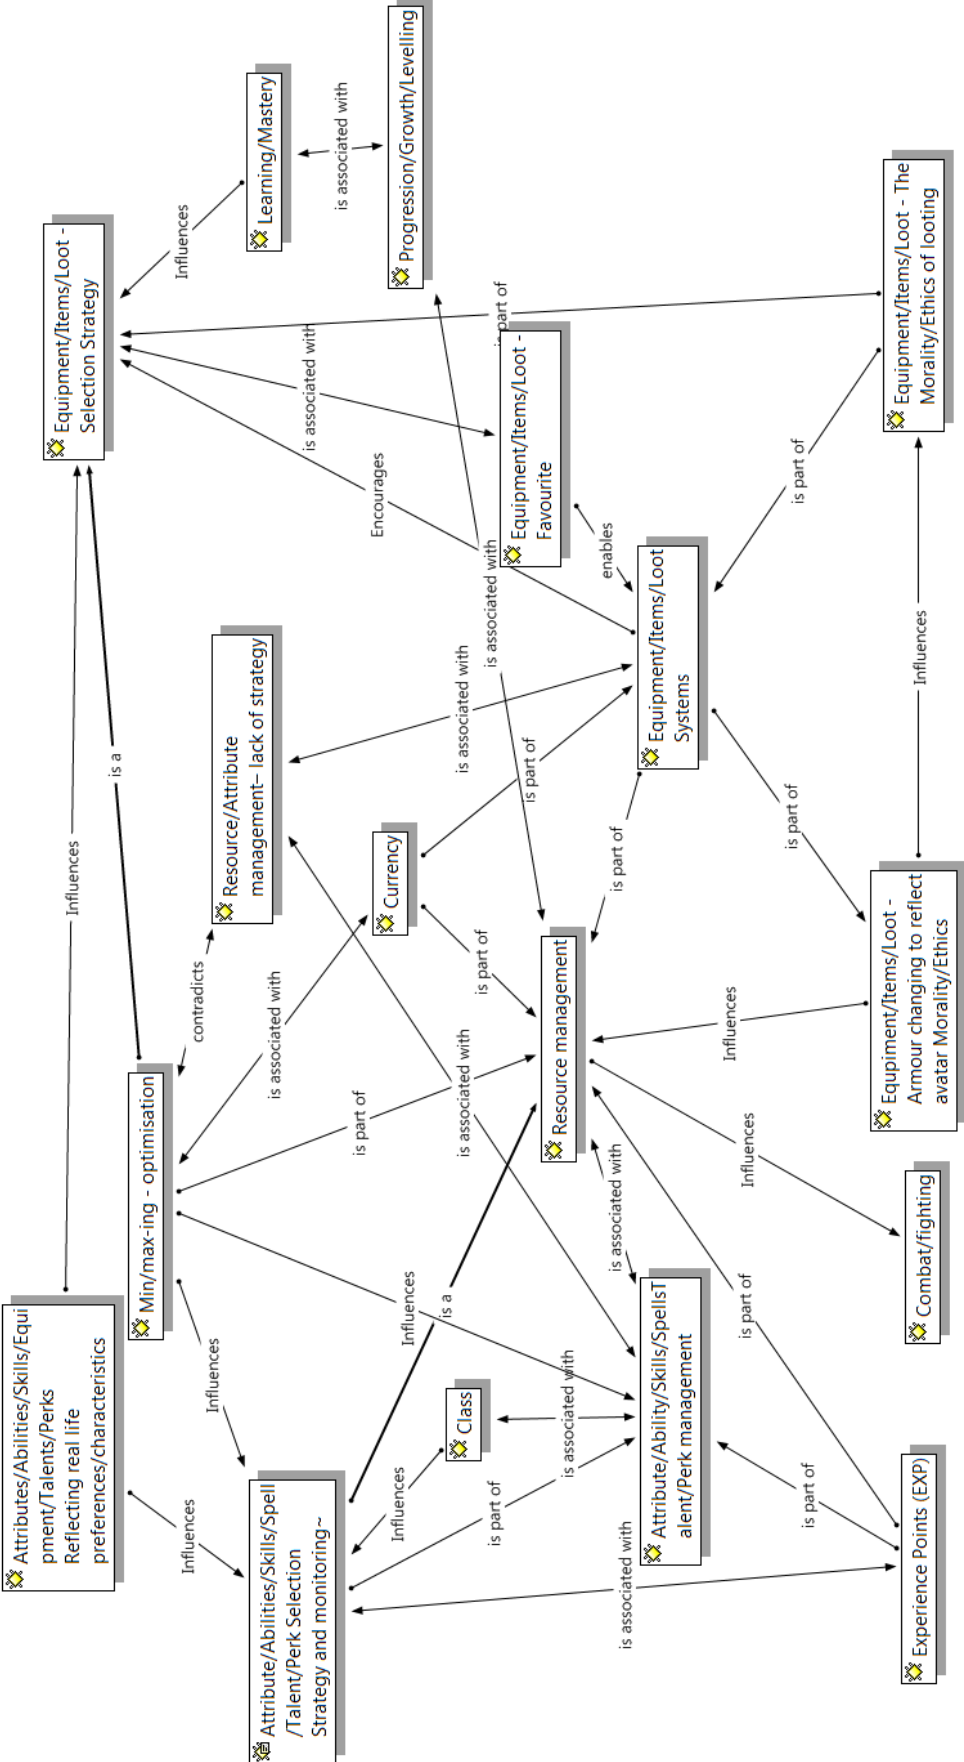 Attributes/Abilities/Skills/Equi
pment/Talents/Perks
Reflecting real life
preferences/characteristics
Equipment/Items/Loot -
Selection Strategy
Influences
is a
Min/max-ing - optimisation
Influences
Influences
Influences
contradicts
Resource/Attribute
management– lack of strategy
Learning/Mastery
Attribute/Abilities/Skills/Spell
/Talent/Perk Selection
Strategy and monitoring~
is associated with
is associated with
is associated with
is part of
Currency
Encourages
Progression/Growth/Levelling
Influences
Influences
is a
Class
is associated with
is associated with
is part of
is part of
is associated with
is part of
Equipment/Items/Loot -
Favourite
is part of
Resource management
is associated with
is associated with
is part of
enables
is associated with
Attribute/Ability/Skills/SpellsT
alent/Perk management
Equipment/Items/Loot
Systems
is part of
Influences
Influences
is part of
is part of
is part of
Experience Points (EXP)
Combat/fighting
Equpiment/Items/Loot -
Armour changing to reflect
avatar Morality/Ethics
Influences
Equipment/Items/Loot - The
Morality/Ethics of looting